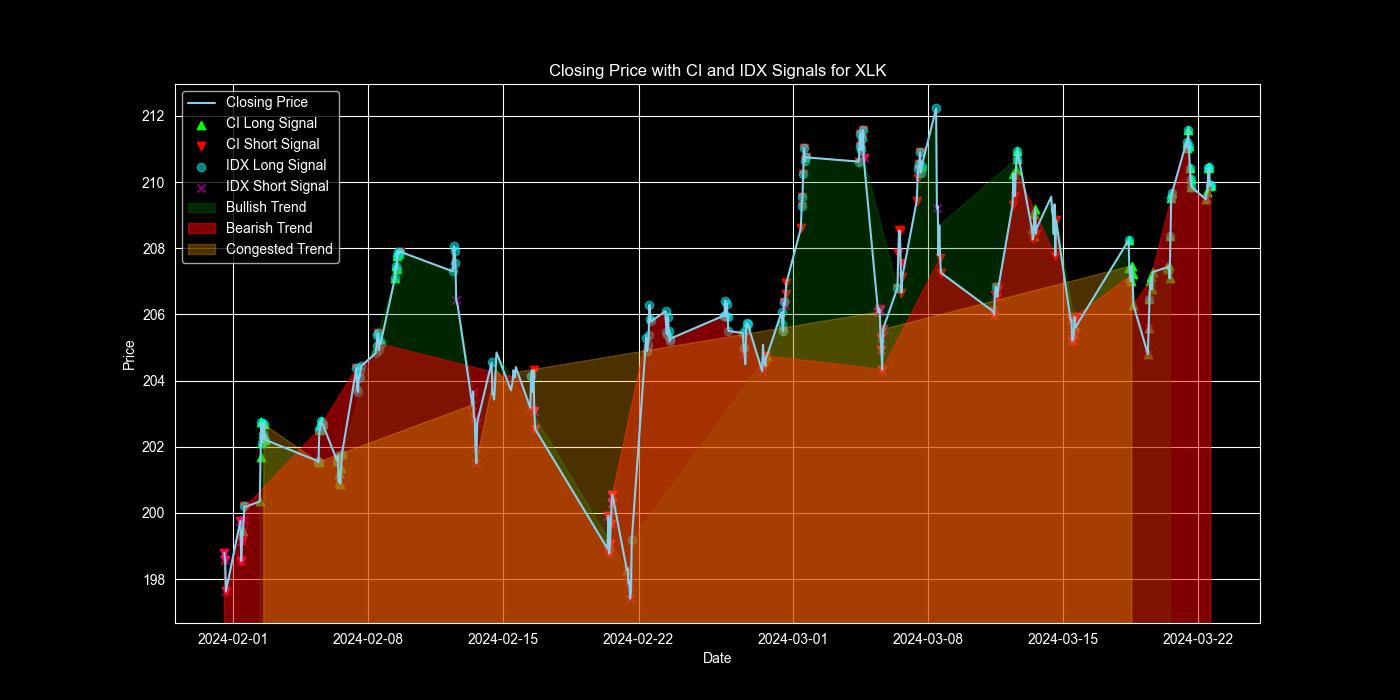 Closing Price with CI and IDX Signals for XLK
Closing Price
CI Long Signal
CI Short Signal
IDX Long Signal
IDX Short Signal
Bullish Trend
Bearish Trend
Congested Trend
Price
212
210
208
206
204
202
200
198
2024-02-01 2024-02-08 2024-02-15 2024-02-22 2024-03-01 2024-03-08 2024-03-15 2024-03-22
Date